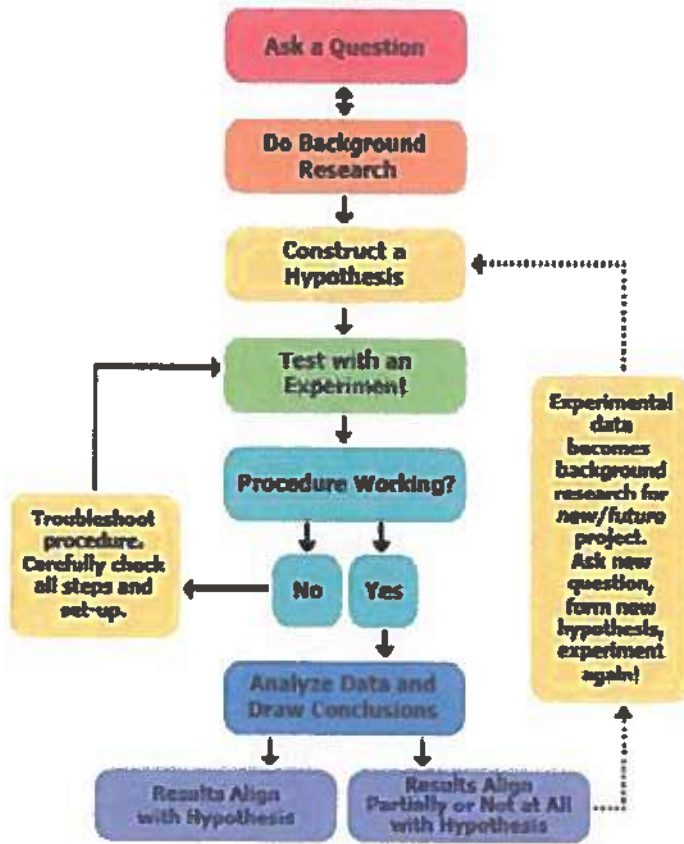 Ask a Question
Do Background
Research
Construct a
Hypothesis
Test with an
Experiment
Procedure Working?
No
Yes
Troubleshoot
procedure.
Carefully check
all steps and
set-up.
Analyze Data and
Draw Conclusions
Results Align
with Hypothesis
Results Align
Partially or Not at All
with Hypothesis
Experimental
data
becomes
background
research for
new/future
project.
Ask new
question,
form new
hypothesis,
experiment
again!